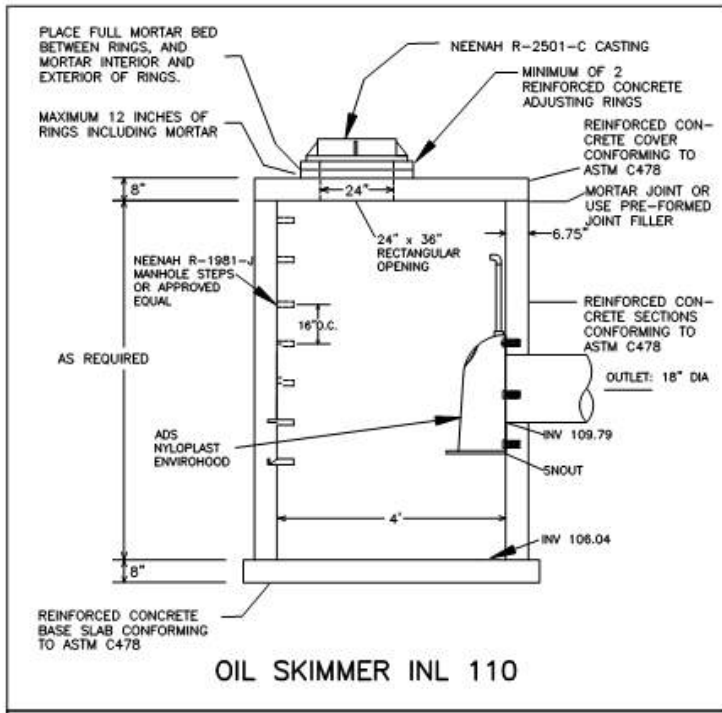 PLACE FULL MORTAR BED
BETWEEN RINGS, AND
MORTAR INTERIOR AND
EXTERIOR OF RINGS.
NEENAH R-2501-C CASTING
MINIMUM OF 2
REINFORCED CONCRETE
ADJUSTING RINGS
MAXIMUM 12 INCHES OF
RINGS INCLUDING MORTAR
REINFORCED CON-
CRETE COVER
CONFORMING TO
ASTM C478
8"
24"
MORTAR JOINT OR
USE PRE-FORMED
JOINT FILLER
6.75"
24" x 36"
RECTANGULAR
OPENING
NEENAH R-1981-J
MANHOLE STEPS
OR APPROVED
EQUAL
16"O.C.
REINFORCED CON-
CRETE SECTIONS
CONFORMING TO
ASTM C478
AS REQUIRED
OUTLET: 18" DIA
ADS
NYLOPLAST
ENVIROHOOD
INV 109.79
SNOUT
4'
INV 106.04
8"
REINFORCED CONCRETE
BASE SLAB CONFORMING
TO ASTM C478
OIL SKIMMER INL 110